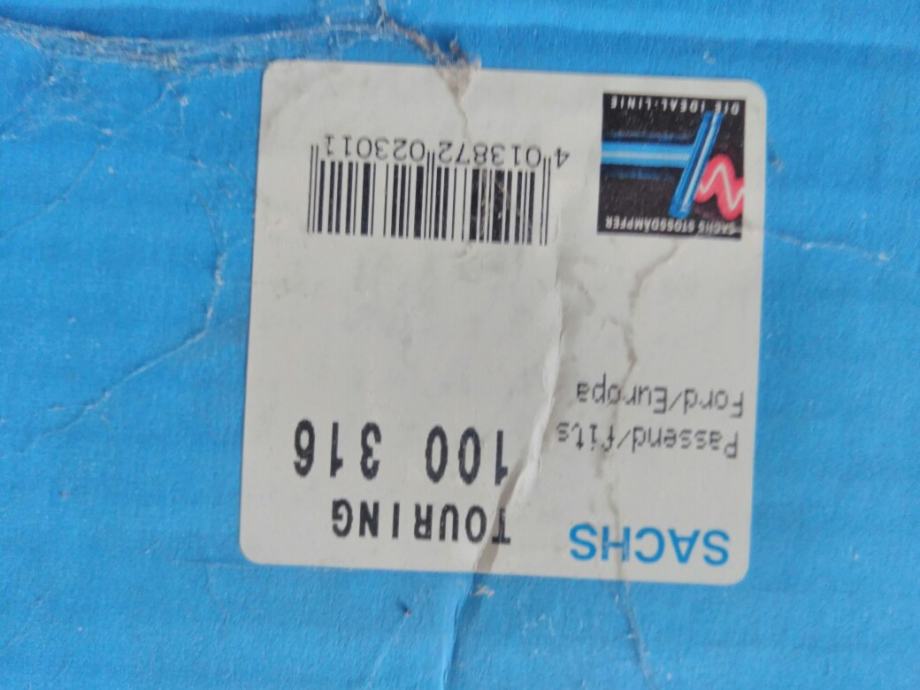 SACHS
TOURING
Passend/fits
100 316
Ford/Europa
SACHS STOSSDÄMPFER
DIE IDEAL-LINIE
4 013872 023011